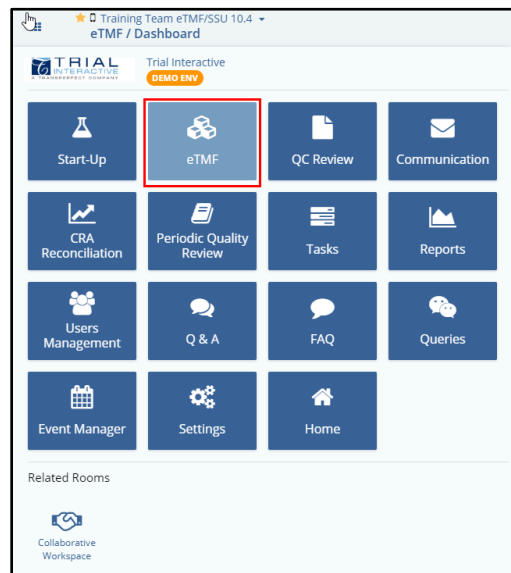 Training Team eTMF/SSU 10.4
eTMF / Dashboard
TRIAL
INTERACTIVE
A TRANSPERFECT COMPANY
Trial Interactive
DEMO ENV
Start-Up
eTMF
QC Review
Communication
CRA
Reconciliation
Periodic Quality
Review
Tasks
Reports
Users
Management
Q & A
FAQ
Queries
Event Manager
Settings
Home
Related Rooms
Collaborative
Workspace